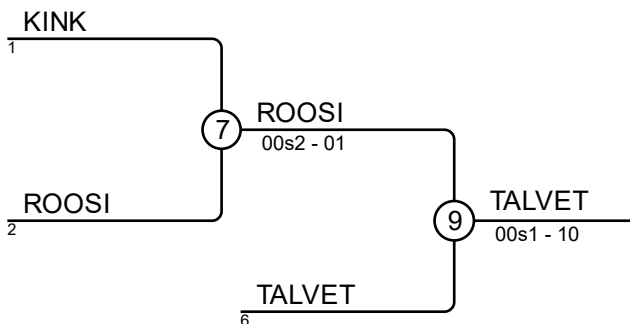 KINK
1
7
ROOSI
00s2 - 01
ROOSI
2
9
TALVET
00s1 - 10
TALVET
6